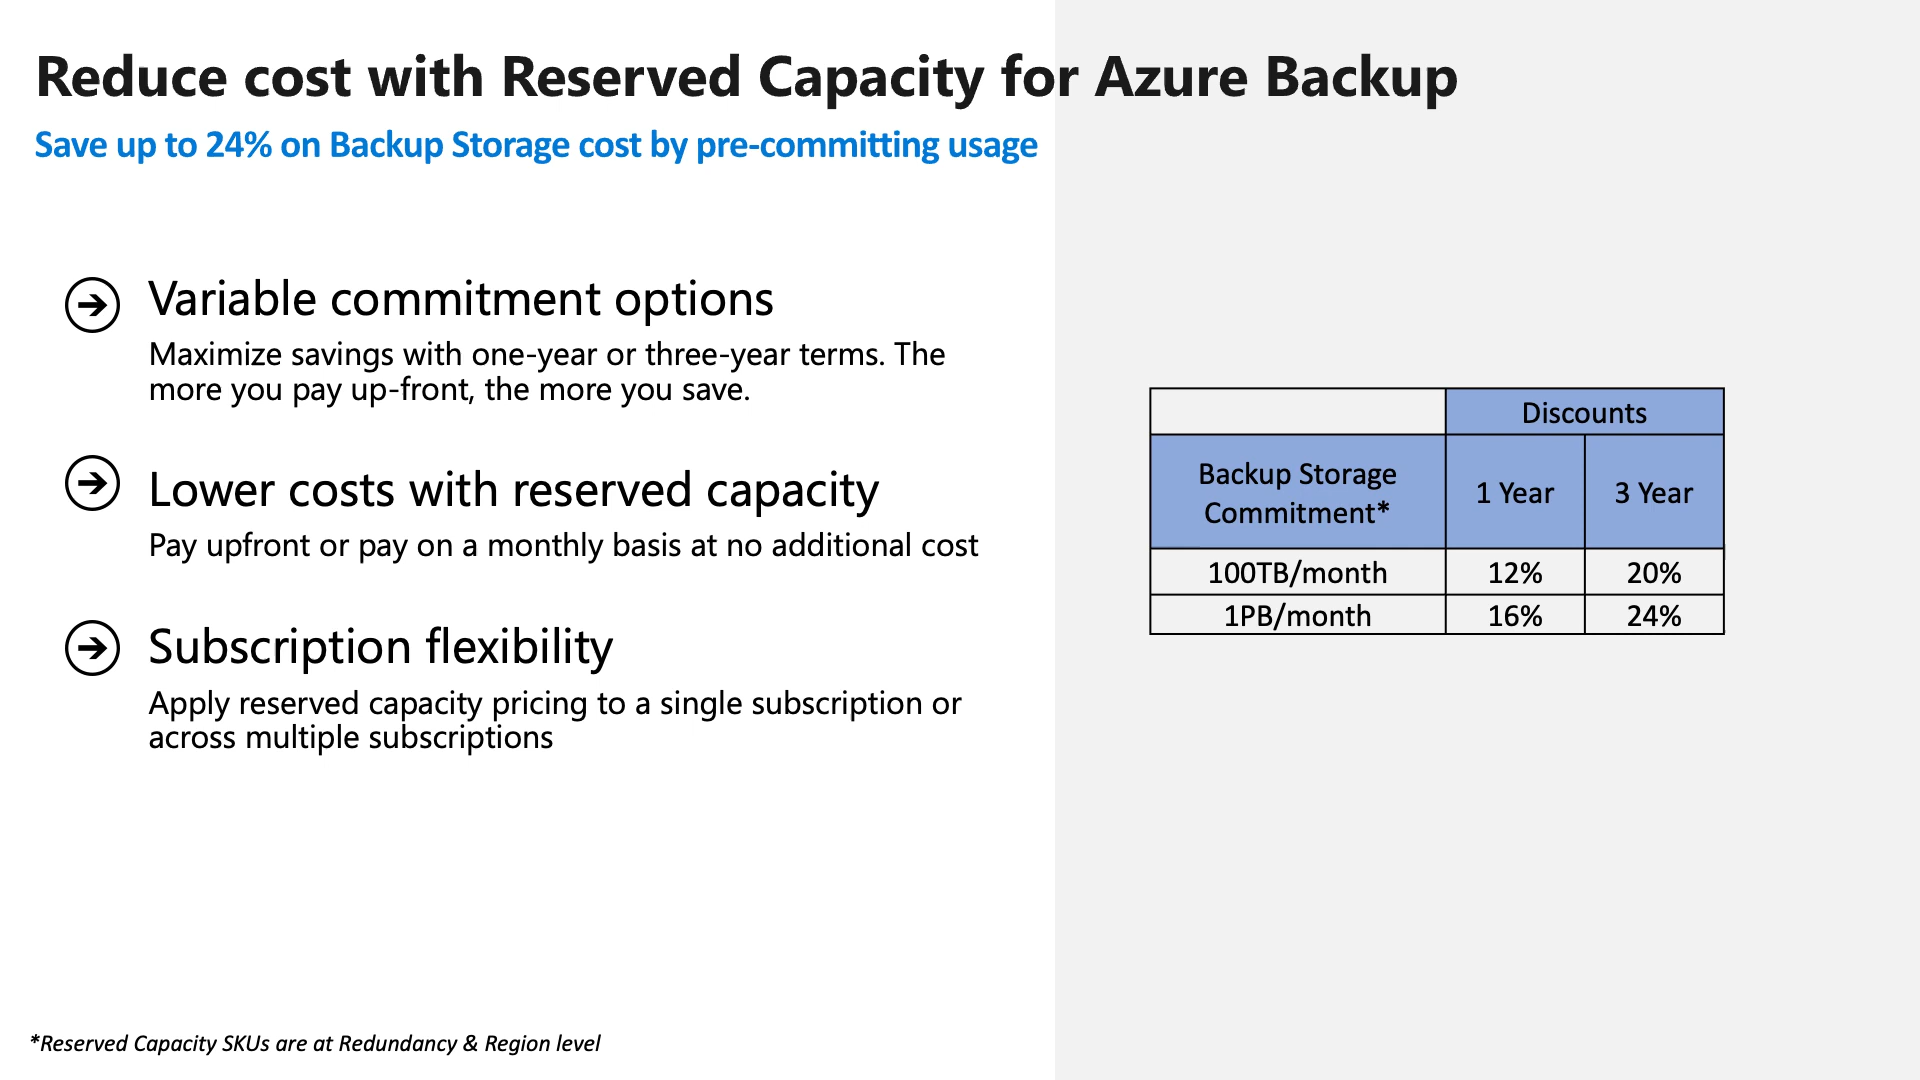 Reduce cost with Reserved Capacity for Azure Backup
Save up to 24% on Backup Storage cost by pre-committing usage
Variable commitment options
Maximize savings with one-year or three-year terms. The
more you pay up-front, the more you save.
Lower costs with reserved capacity
Pay upfront or pay on a monthly basis at no additional cost
Subscription flexibility
Apply reserved capacity pricing to a single subscription or
across multiple subscriptions
Discounts
Backup Storage
Commitment*
1 Year
3 Year
100TB/month 12% 20%
1PB/month 16% 24%
*Reserved Capacity SKUs are at Redundancy & Region level